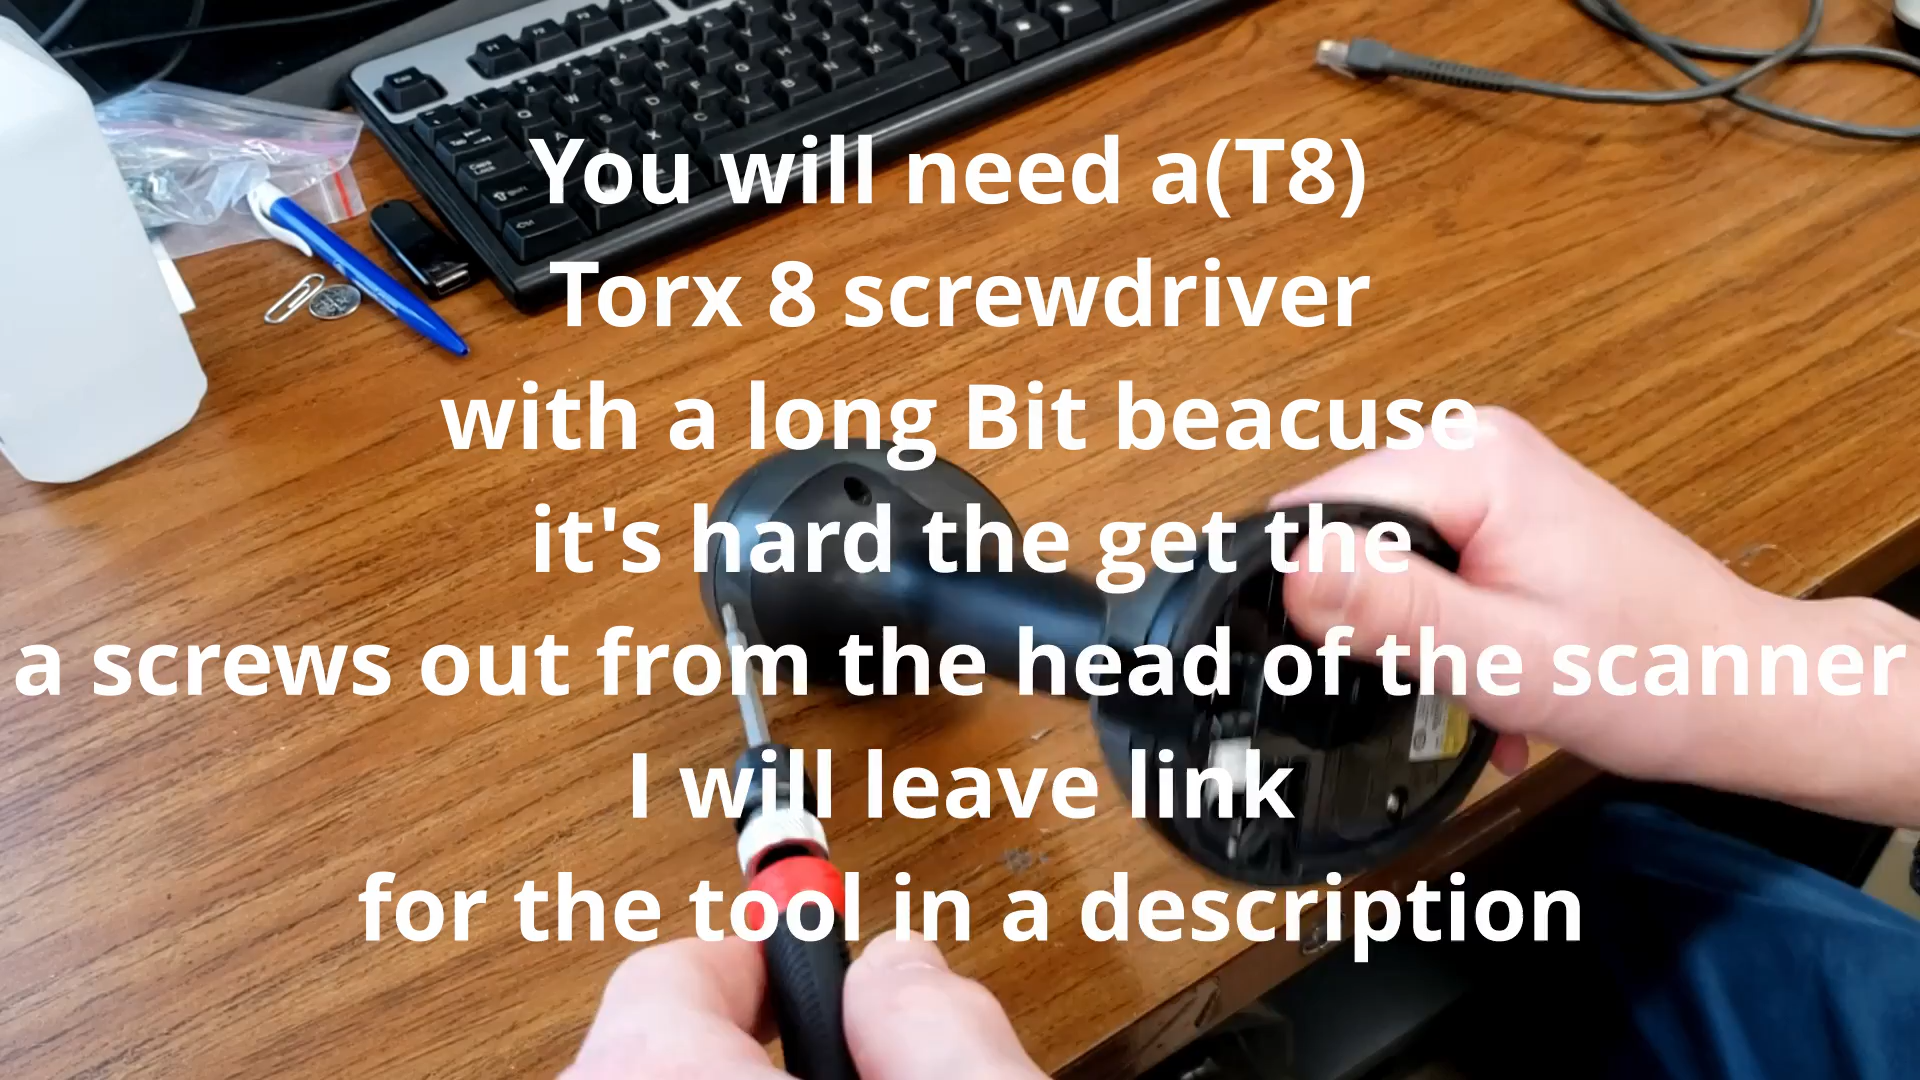 You will need a(T8)
Torx 8 screwdriver
with a long Bit beacuse
it's hard the get the
a screws out from the head of the scanner
I will leave link
for the tool in a description